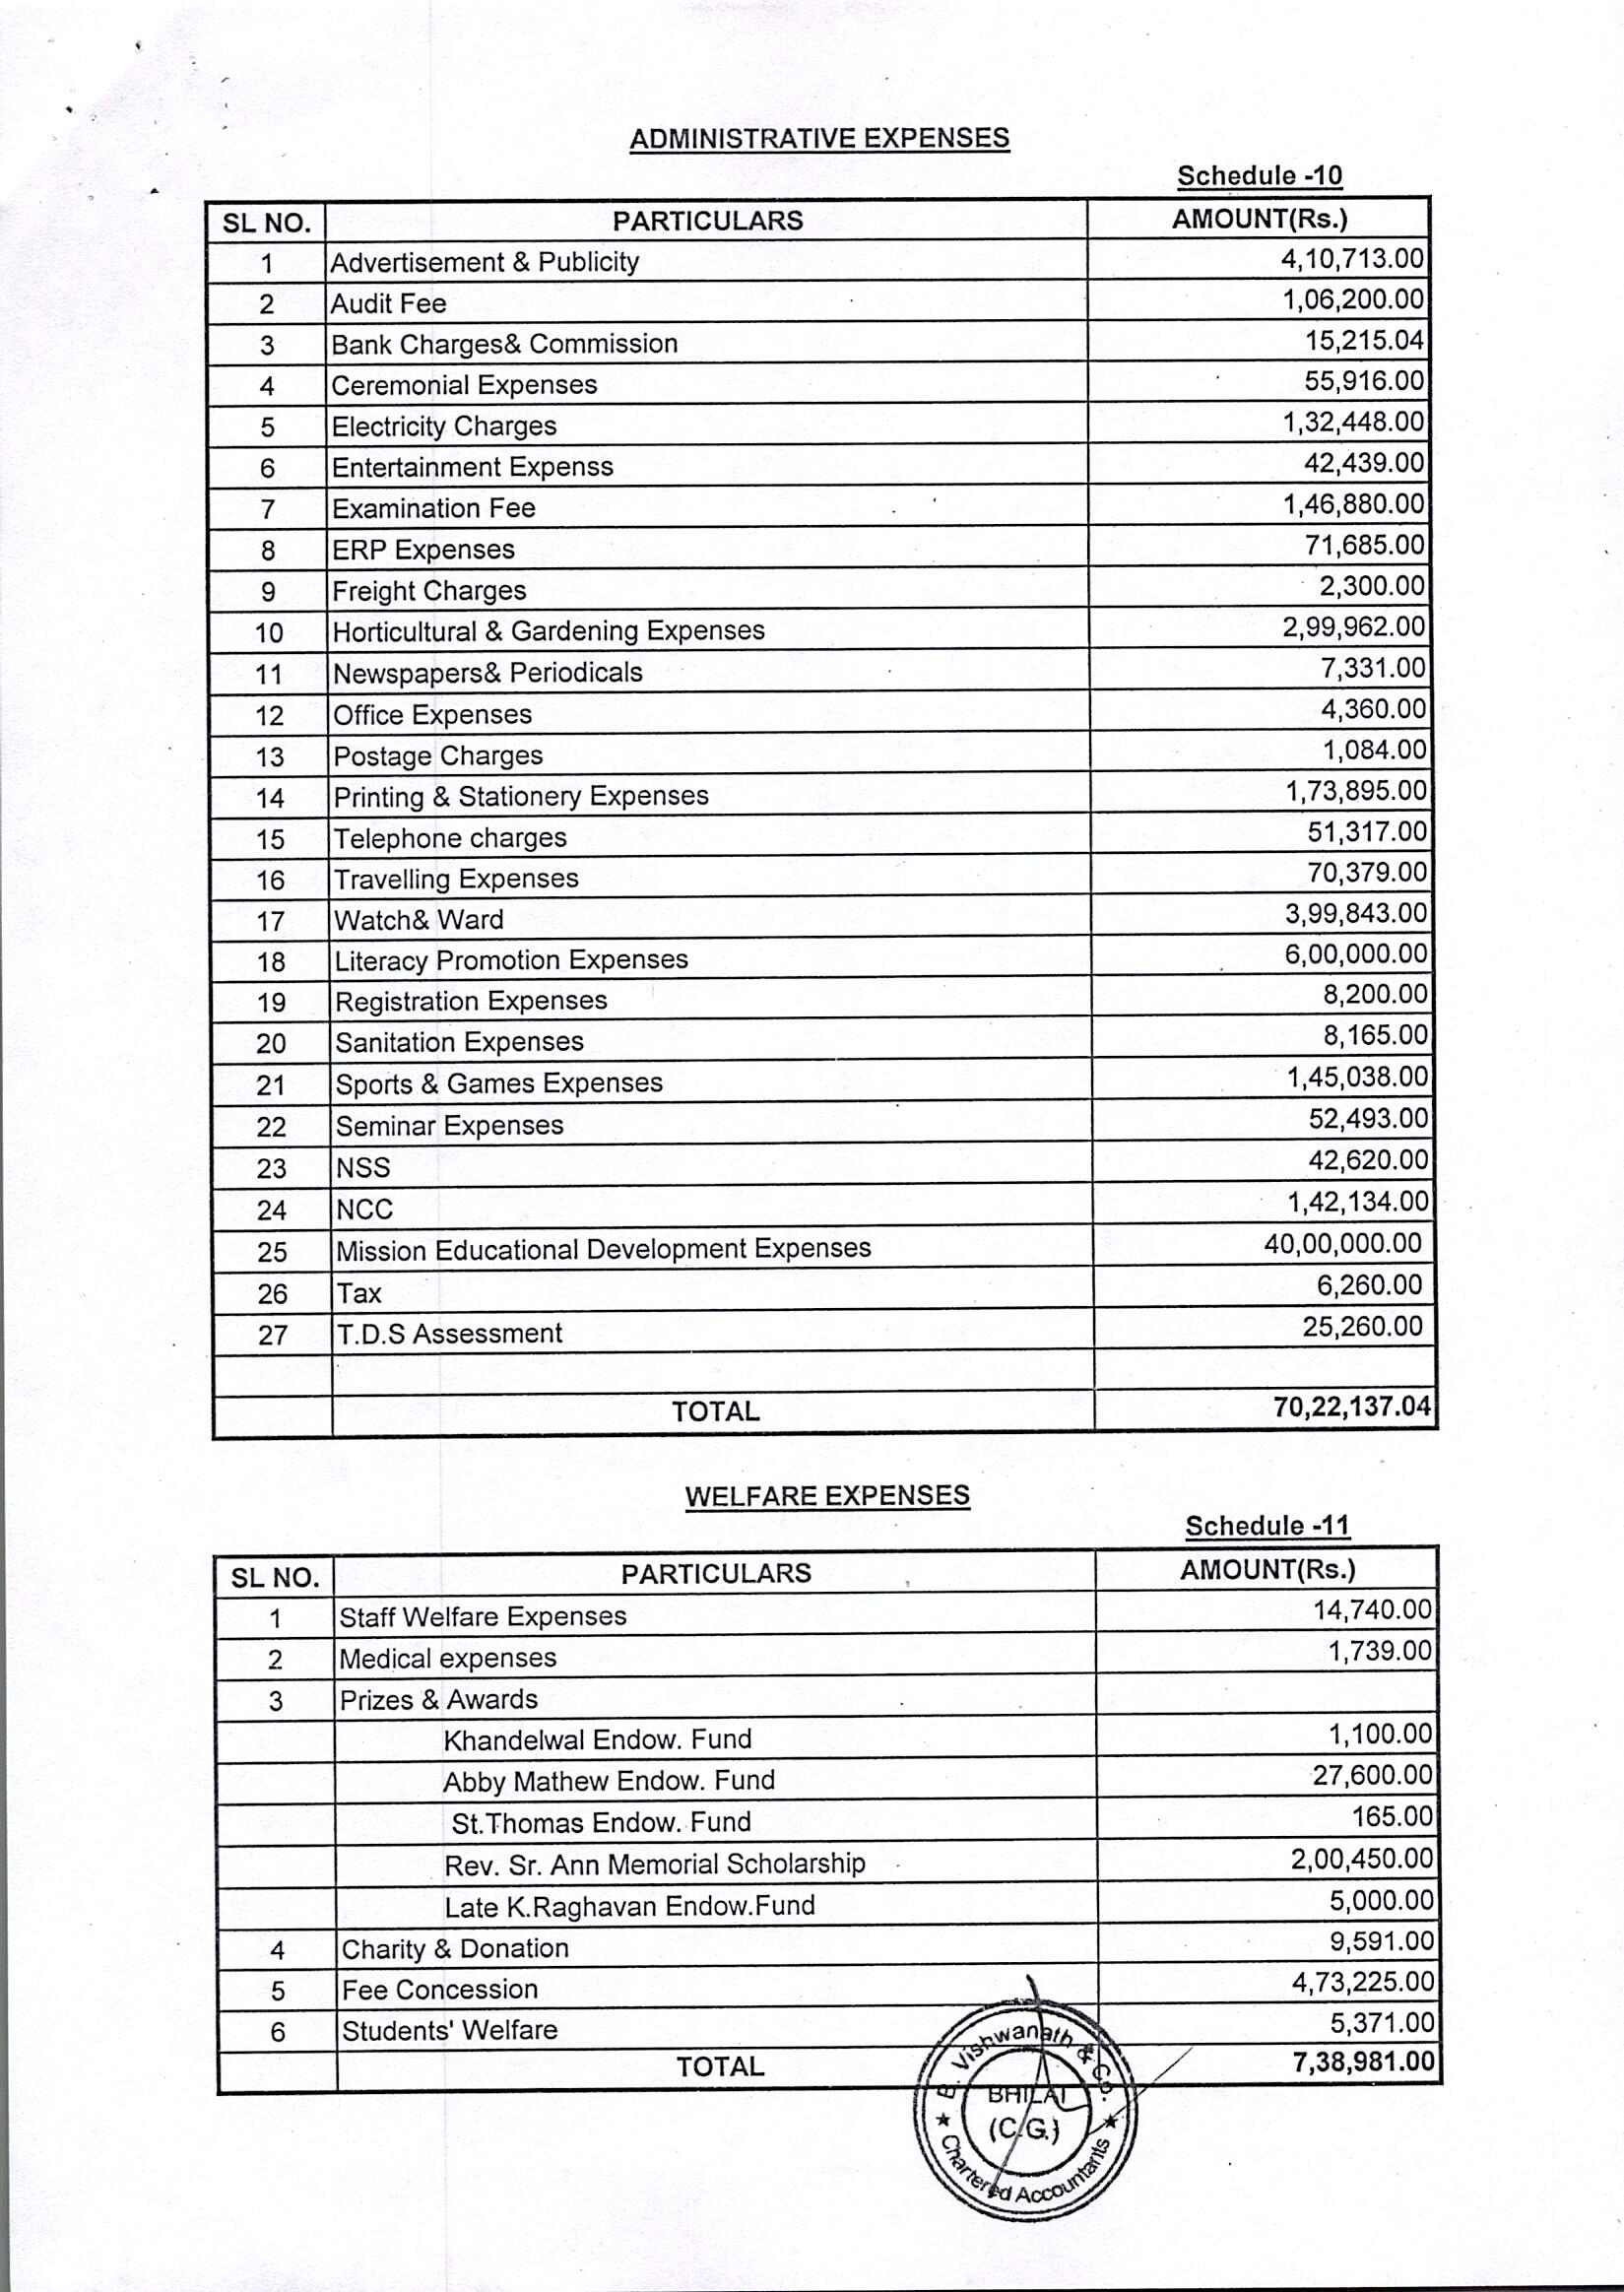 ADMINISTRATIVE EXPENSES
Schedule -10
SL NO. PARTICULARS AMOUNT(Rs.)
1 Advertisement & Publicity 4,10,713.00
2 Audit Fee 1,06,200.00
3 Bank Charges& Commission 15,215.04
4 Ceremonial Expenses 55,916.00
5 Electricity Charges 1,32,448.00
6 Entertainment Expenss 42,439.00
7 Examination Fee 1,46,880.00
8 ERP Expenses 71,685.00
9 Freight Charges 2,300.00
10 Horticultural & Gardening Expenses 2,99,962.00
11 Newspapers& Periodicals 7,331.00
12 Office Expenses 4,360.00
13 Postage Charges 1,084.00
14 Printing & Stationery Expenses 1,73,895.00
15 Telephone charges 51,317.00
16 Travelling Expenses 70,379.00
17 Watch& Ward 3,99,843.00
18 Literacy Promotion Expenses 6,00,000.00
19 Registration Expenses 8,200.00
20 Sanitation Expenses 8,165.00
21 Sports & Games Expenses 1,45,038.00
22 Seminar Expenses 52,493.00
23 NSS 42,620.00
24 NCC 1,42,134.00
25 Mission Educational Development Expenses 40,00,000.00
26 Tax 6,260.00
27 T.D.S Assessment 25,260.00
TOTAL 70,22,137.04
WELFARE EXPENSES
Schedule -11
SL NO. PARTICULARS AMOUNT(Rs.)
1 Staff Welfare Expenses 14,740.00
2 Medical expenses 1,739.00
3 Prizes & Awards
Khandelwal Endow. Fund 1,100.00
Abby Mathew Endow. Fund 27,600.00
St.Thomas Endow. Fund 165.00
Rev. Sr. Ann Memorial Scholarship 2,00,450.00
Late K.Raghavan Endow.Fund 5,000.00
4 Charity & Donation 9,591.00
5 Fee Concession 4,73,225.00
6 Students' Welfare 5,371.00
TOTAL 7,38,981.00
B. Vishwanath & Co.
BHILAI
(C.G.)
★ Chartered Accountants ★